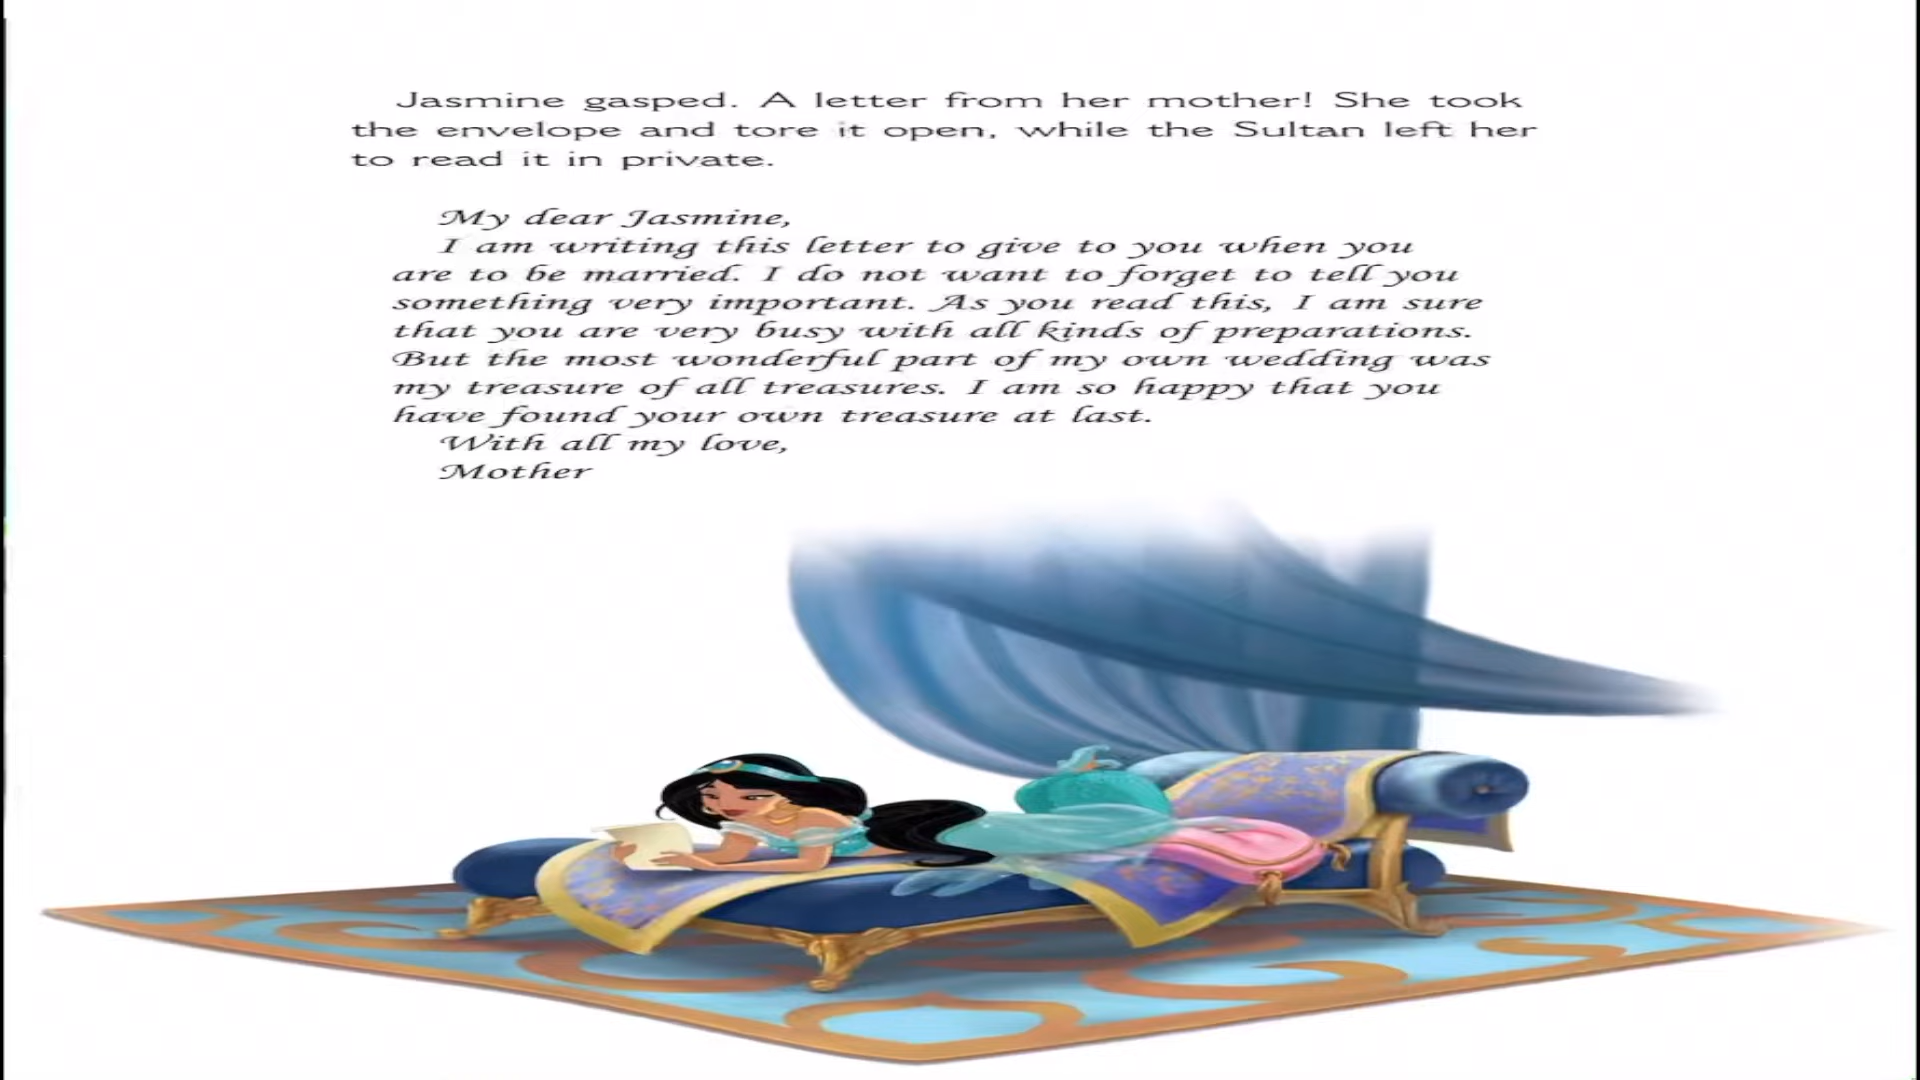 Jasmine gasped. A letter from her mother! She took
the envelope and tore it open, while the Sultan left her
to read it in private.
My dear Jasmine,
I am writing this letter to give to you when you
are to be married. I do not want to forget to tell you
something very important. As you read this, I am sure
that you are very busy with all kinds of preparations.
But the most wonderful part of my own wedding was
my treasure of all treasures. I am so happy that you
have found your own treasure at last.
With all my love,
Mother